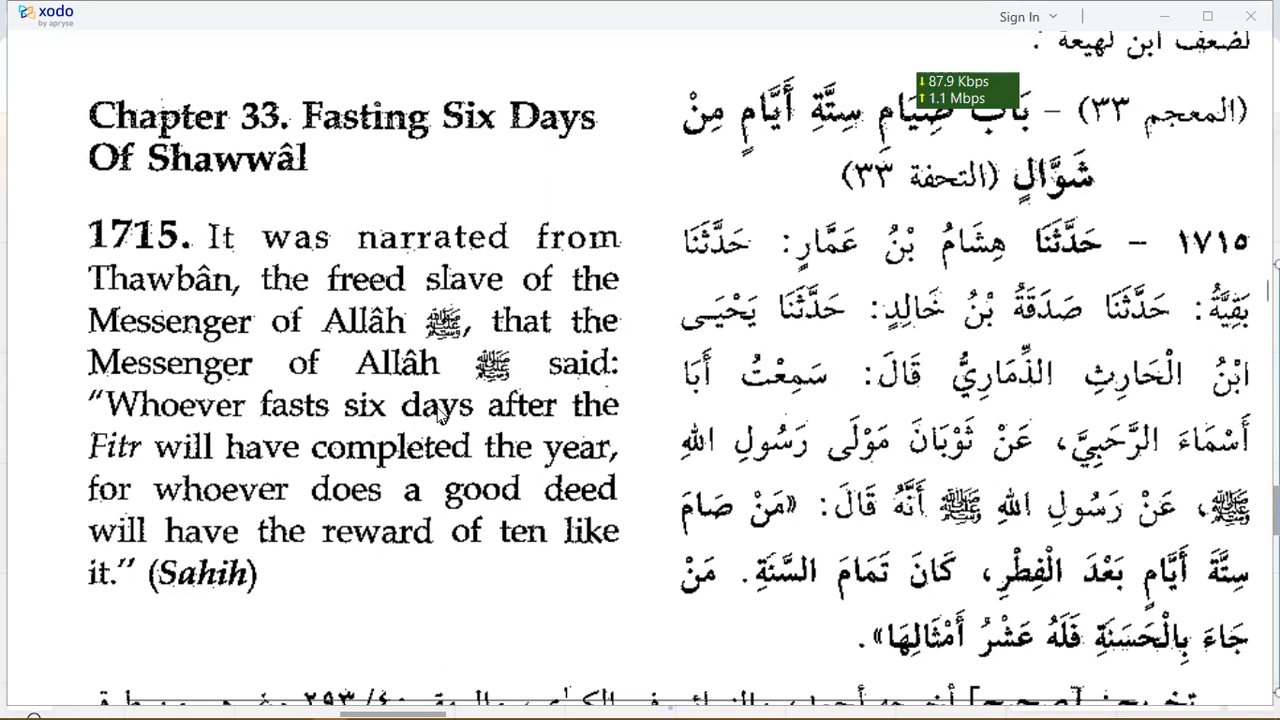 xodo
by apryse
Sign In
87.9 Kbps
1.1 Mbps
Chapter 33. Fasting Six Days
Of Shawwâl
1715. It was narrated from
Thawbân, the freed slave of the
Messenger of Allâh ﷺ, that the
Messenger of Allâh ﷺ said:
“Whoever fasts six days after the
Fitr will have completed the year,
for whoever does a good deed
will have the reward of ten like
it.” (Sahih)
لضعف ابن لهيعة .
(المعجم ٣٣) – بَابُ صِيَامِ سِتَّةِ أَيَّامٍ مِنْ
شَوَّالٍ (التحفة ٣٣)
١٧١٥ – حَدَّثَنَا هِشَامُ بْنُ عَمَّارٍ: حَدَّثَنَا
بَقِيَّةُ: حَدَّثَنَا صَدَقَةُ بْنُ خَالِدٍ: حَدَّثَنَا يَحْيَـى
ابْنُ الْحَارِثِ الذِّمَارِيُّ قَالَ: سَمِعْتُ أَبَا
أَسْمَاءَ الرَّحَبِيَّ، عَنْ ثَوْبَانَ مَوْلَى رَسُولِ اللهِ
ﷺ، عَنْ رَسُولِ اللهِ ﷺ أَنَّهُ قَالَ: «مَنْ صَامَ
سِتَّةَ أَيَّامٍ بَعْدَ الْفِطْرِ، كَانَ تَمَامَ السَّنَةِ. مَنْ
جَاءَ بِالْحَسَنَةِ فَلَهُ عَشْرُ أَمْثَالِهَا».